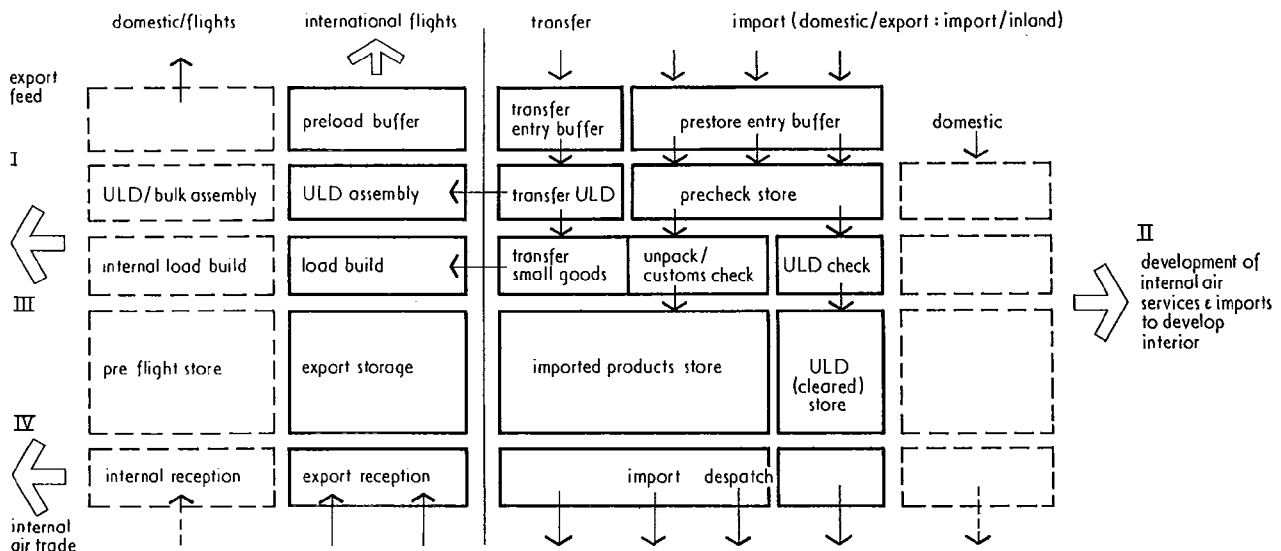 domestic/flights
international flights
transfer
import (domestic/export : import/inland)
export
feed
preload buffer
transfer
entry buffer
prestore entry buffer
domestic
I
ULD/bulk assembly
ULD assembly
transfer ULD
precheck store
internal load build
load build
transfer
small goods
unpack/
customs check
ULD check
II
development of
internal air
services & imports
to develop
interior
III
pre flight store
export storage
imported products store
ULD
(cleared)
store
IV
internal reception
export reception
import despatch
internal
air trade